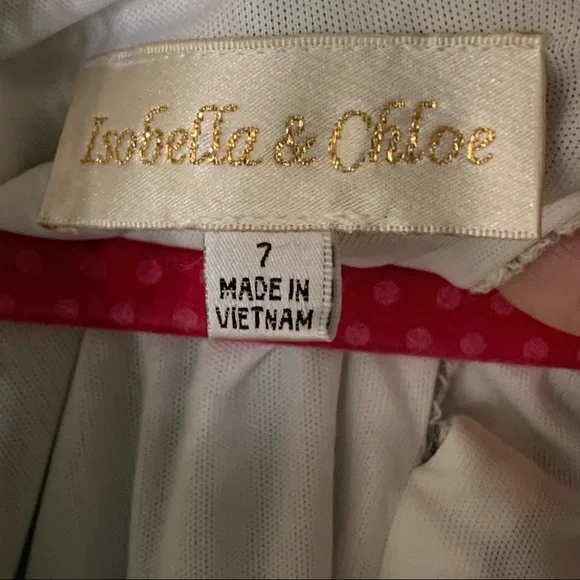 Isobella & Chloe
7
MADE IN
VIETNAM